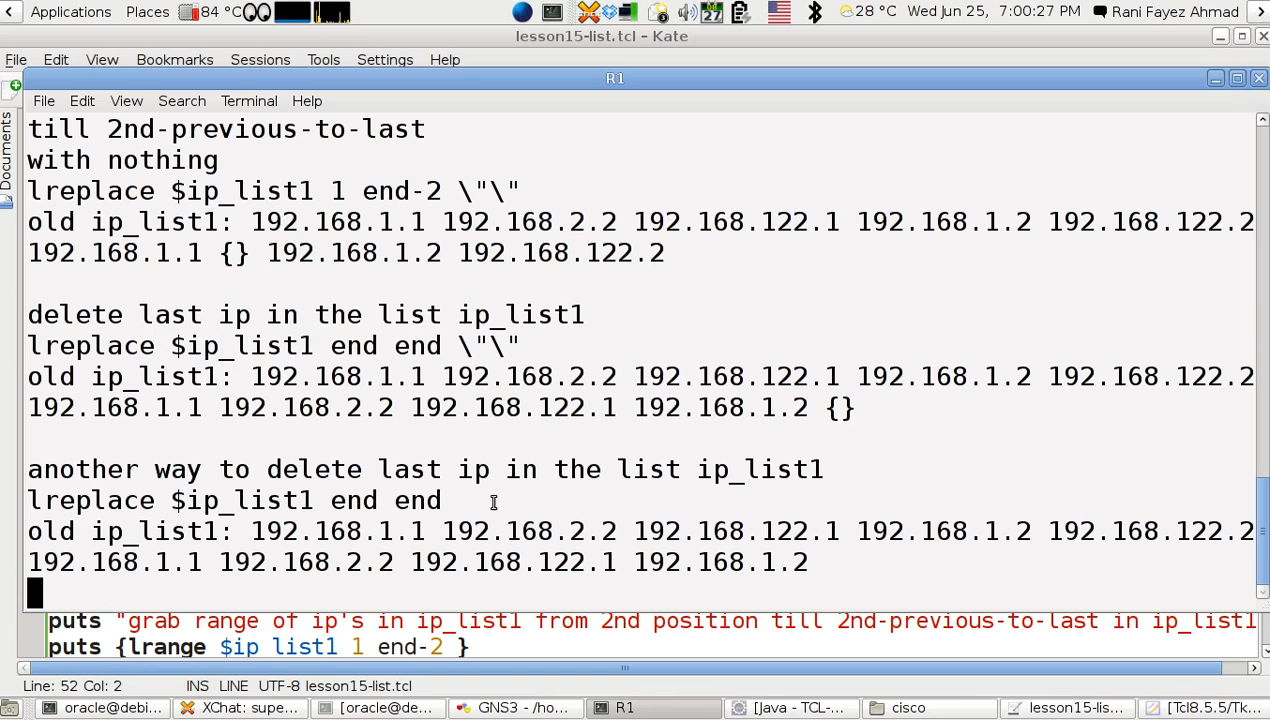 Applications Places 84 °C 27 28 °C Wed Jun 25, 7:00:27 PM Rani Fayez Ahmad
lesson15-list.tcl - Kate
File Edit View Bookmarks Sessions Tools Settings Help
R1
File Edit View Search Terminal Help
Documents
till 2nd-previous-to-last
with nothing
lreplace $ip_list1 1 end-2 \"\"
old ip_list1: 192.168.1.1 192.168.2.2 192.168.122.1 192.168.1.2 192.168.122.2
192.168.1.1 {} 192.168.1.2 192.168.122.2
delete last ip in the list ip_list1
lreplace $ip_list1 end end \"\"
old ip_list1: 192.168.1.1 192.168.2.2 192.168.122.1 192.168.1.2 192.168.122.2
192.168.1.1 192.168.2.2 192.168.122.1 192.168.1.2 {}
another way to delete last ip in the list ip_list1
lreplace $ip_list1 end end
old ip_list1: 192.168.1.1 192.168.2.2 192.168.122.1 192.168.1.2 192.168.122.2
192.168.1.1 192.168.2.2 192.168.122.1 192.168.1.2
puts "grab range of ip's in ip_list1 from 2nd position till 2nd-previous-to-last in ip_list1
puts {lrange $ip_list1 1 end-2 }
Line: 52 Col: 2 INS LINE UTF-8 lesson15-list.tcl
oracle@debi... XChat: supe... [oracle@de... GNS3 - /ho... R1 [Java - TCL-... cisco lesson15-lis... [Tcl8.5.5/Tk...